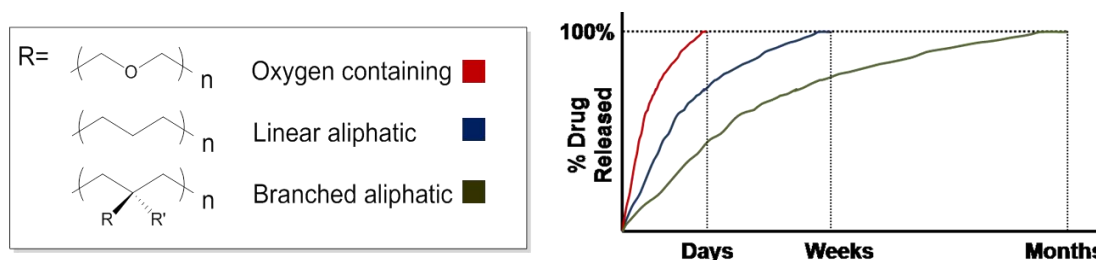 R=
O
n
Oxygen containing
n
Linear aliphatic
n
R R'
Branched aliphatic
100%
% Drug
Released
Days Weeks Months